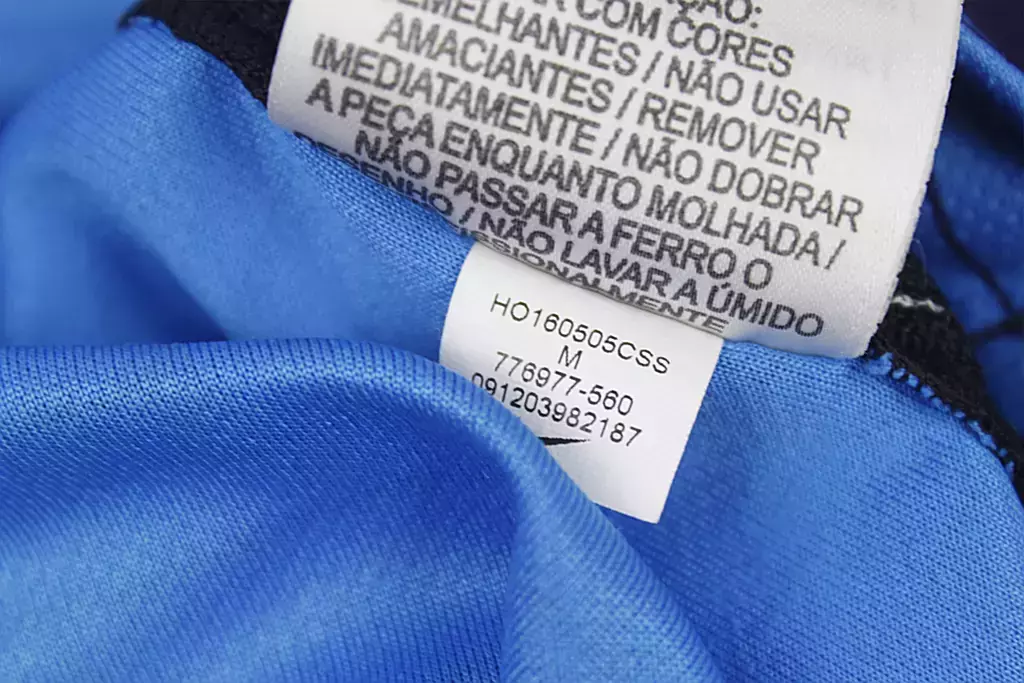 COM CORES
SEMELHANTES / NÃO USAR
AMACIANTES / REMOVER
IMEDIATAMENTE / NÃO DOBRAR
A PEÇA ENQUANTO MOLHADA /
NÃO PASSAR A FERRO O
DESENHO / NÃO LAVAR A ÚMIDO
HO160505CSS
M
776977-560
091203982187